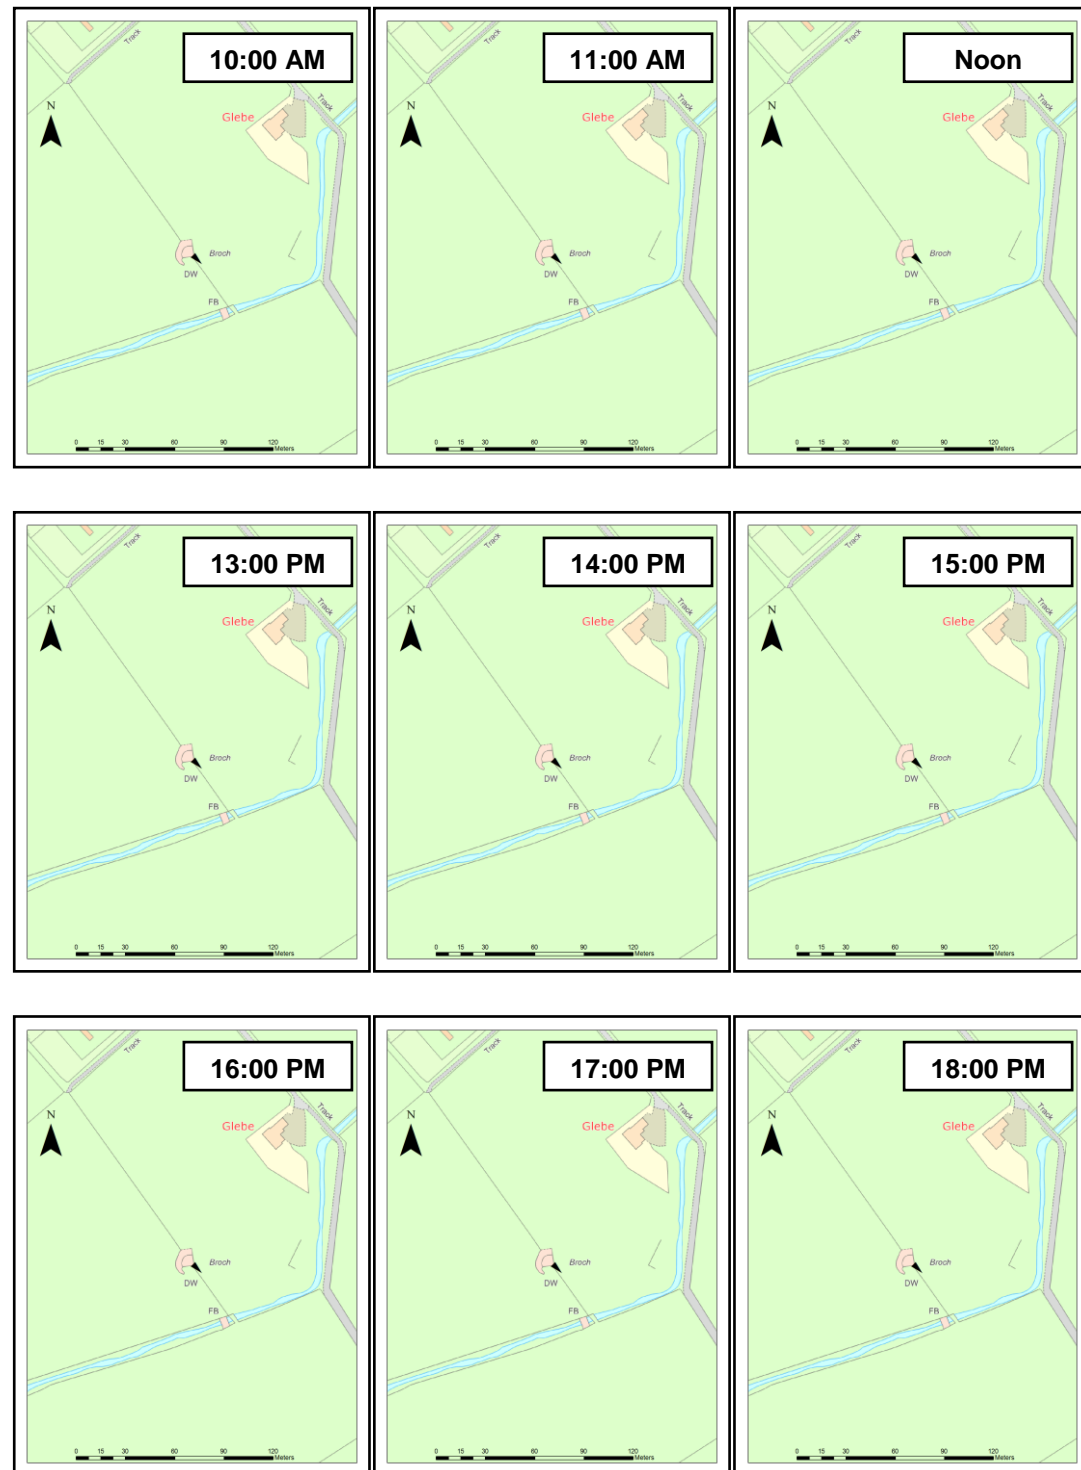 10:00 AM
Track
Track
N
Glebe
Broch
DW
FB
0 15 30 60 90 120
Meters
11:00 AM
Track
Track
N
Glebe
Broch
DW
FB
0 15 30 60 90 120
Meters
Noon
Track
Track
N
Glebe
Broch
DW
FB
0 15 30 60 90 120
Meters
13:00 PM
Track
Track
N
Glebe
Broch
DW
FB
0 15 30 60 90 120
Meters
14:00 PM
Track
Track
N
Glebe
Broch
DW
FB
0 15 30 60 90 120
Meters
15:00 PM
Track
Track
N
Glebe
Broch
DW
FB
0 15 30 60 90 120
Meters
16:00 PM
Track
Track
N
Glebe
Broch
DW
FB
0 15 30 60 90 120
Meters
17:00 PM
Track
Track
N
Glebe
Broch
DW
FB
0 15 30 60 90 120
Meters
18:00 PM
Track
Track
N
Glebe
Broch
DW
FB
0 15 30 60 90 120
Meters